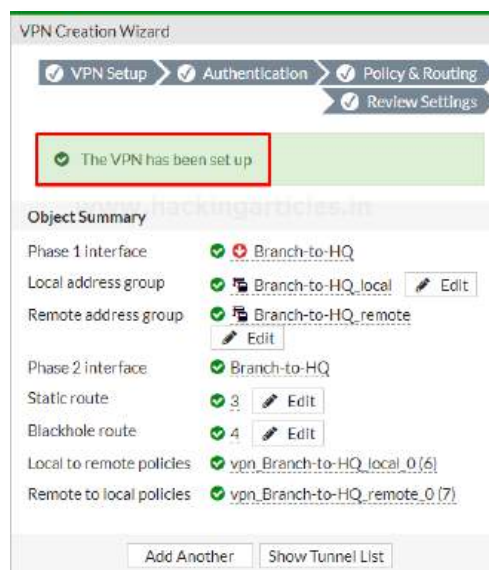 VPN Creation Wizard
VPN Setup
Authentication
Policy & Routing
Review Settings
The VPN has been set up
www.hackingarticles.in
Object Summary
Phase 1 interface Branch-to-HQ
Local address group Branch-to-HQ_local Edit
Remote address group Branch-to-HQ_remote
Edit
Phase 2 interface Branch-to-HQ
Static route 3 Edit
Blackhole route 4 Edit
Local to remote policies vpn_Branch-to-HQ_local_0 (6)
Remote to local policies vpn_Branch-to-HQ_remote_0 (7)
Add Another Show Tunnel List